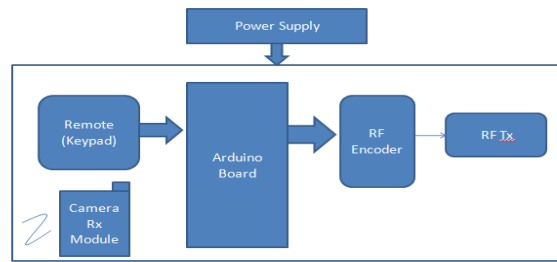 Power Supply
Remote
(Keypad)
Arduino
Board
RF
Encoder
RF Tx
Camera
Rx
Module